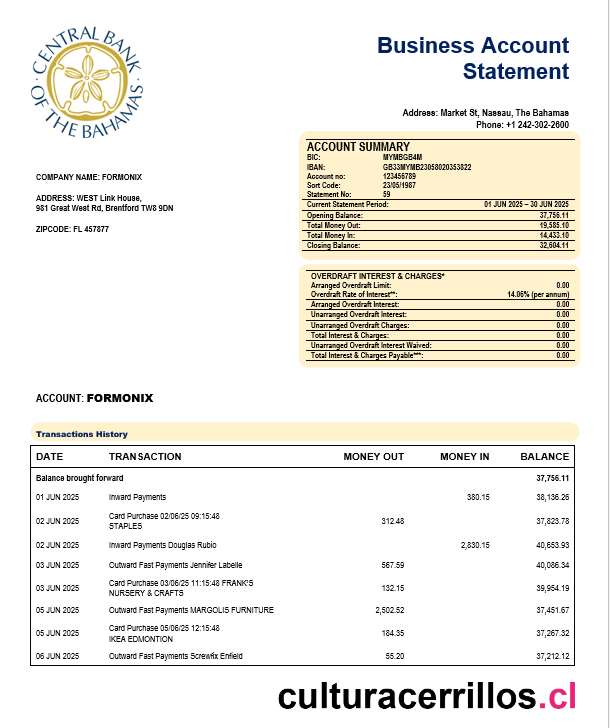 CENTRAL BANK
OF THE BAHAMAS
Business Account
Statement
Address: Market St, Nassau, The Bahamas
Phone: +1 242-302-2600
COMPANY NAME: FORMONIX
ADDRESS: WEST Link House,
981 Great West Rd, Brentford TW8 9DN
ZIPCODE: FL 457877
ACCOUNT SUMMARY
BIC: MYMBGB4M
IBAN: GB33MYMB23058020353822
Account no: 123456789
Sort Code: 23/05/1987
Statement No: 59
Current Statement Period: 01 JUN 2025 – 30 JUN 2025
Opening Balance: 37,756.11
Total Money Out: 19,585.10
Total Money In: 14,433.10
Closing Balance: 32,604.11
OVERDRAFT INTEREST & CHARGES*
Arranged Overdraft Limit: 0.00
Overdraft Rate of Interest**: 14.06% (per annum)
Arranged Overdraft Interest: 0.00
Unarranged Overdraft Interest: 0.00
Unarranged Overdraft Charges: 0.00
Total Interest & Charges: 0.00
Unarranged Overdraft Interest Waived: 0.00
Total Interest & Charges Payable***: 0.00
ACCOUNT: FORMONIX
Transactions History
DATE TRANSACTION MONEY OUT MONEY IN BALANCE
Balance brought forward 37,756.11
01 JUN 2025 Inward Payments 380.15 38,136.26
02 JUN 2025 Card Purchase 02/06/25 09:15:48 312.48 37,823.78
STAPLES
02 JUN 2025 Inward Payments Douglas Rubio 2,830.15 40,653.93
03 JUN 2025 Outward Fast Payments Jennifer Labelle 567.59 40,086.34
03 JUN 2025 Card Purchase 03/06/25 11:15:48 FRANK'S 132.15 39,954.19
NURSERY & CRAFTS
05 JUN 2025 Outward Fast Payments MARGOLIS FURNITURE 2,502.52 37,451.67
05 JUN 2025 Card Purchase 05/06/25 12:15:48 184.35 37,267.32
IKEA EDMONTION
06 JUN 2025 Outward Fast Payments Screwfix Enfield 55.20 37,212.12
culturacerrillos.cl